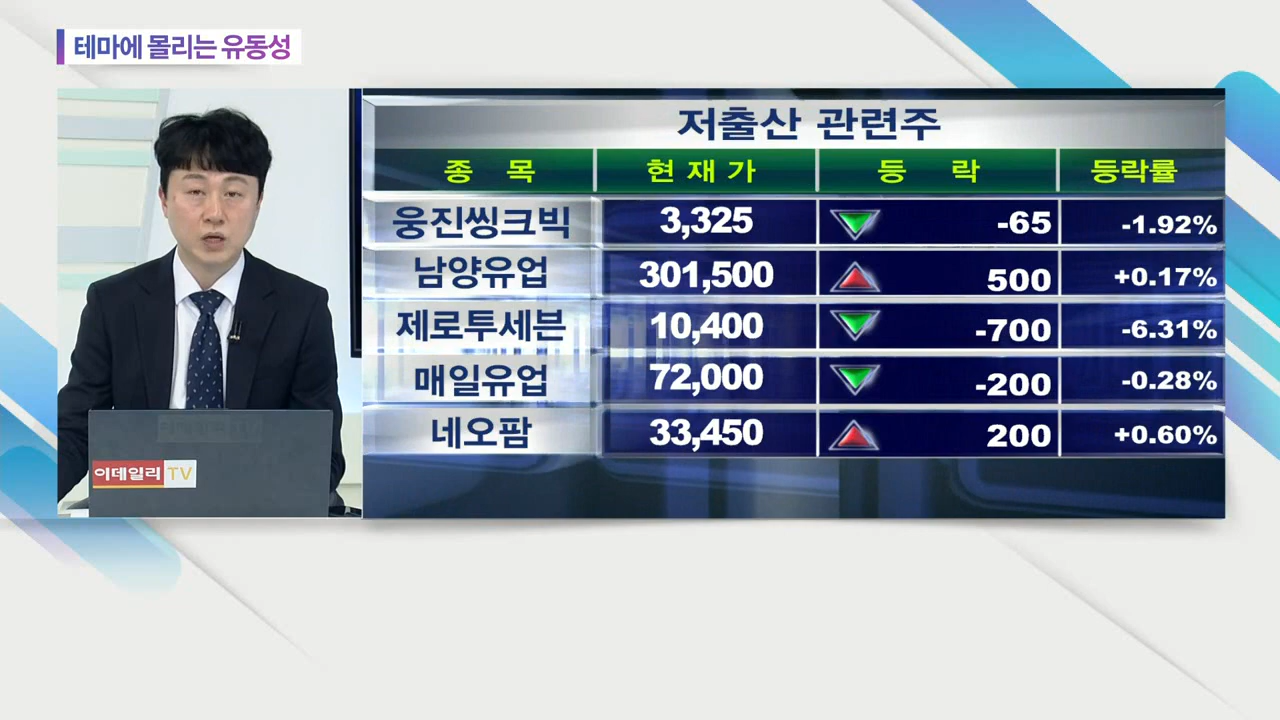 테마에 몰리는 유동성
저출산 관련주
종 목 현 재 가 등 락 등락률
웅진씽크빅 3,325 -65 -1.92%
남양유업 301,500 500 +0.17%
제로투세븐 10,400 -700 -6.31%
매일유업 72,000 -200 -0.28%
네오팜 33,450 200 +0.60%
이데일리 TV